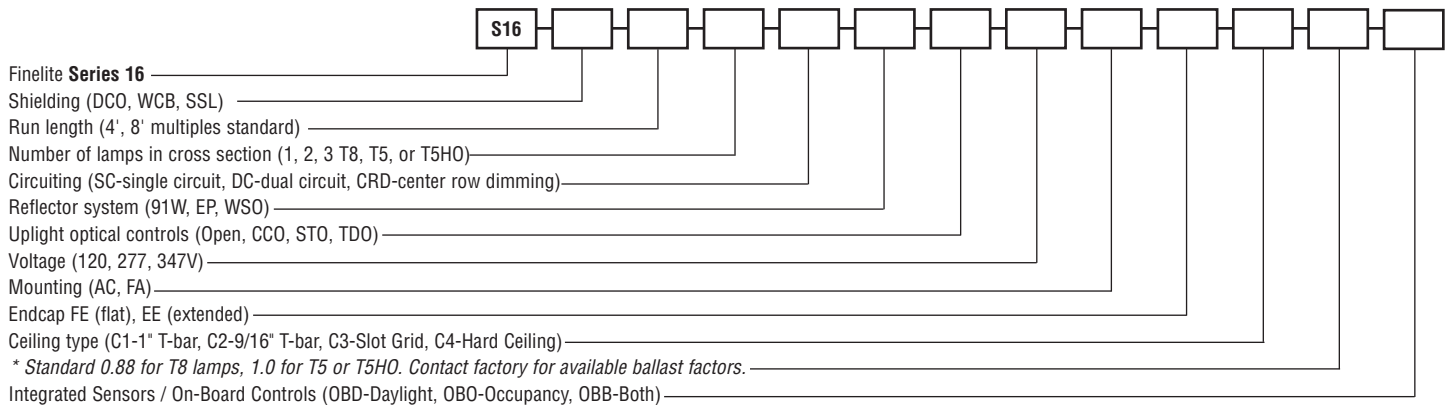 S16
Finelite Series 16
Shielding (DCO, WCB, SSL)
Run length (4', 8' multiples standard)
Number of lamps in cross section (1, 2, 3 T8, T5, or T5HO)
Circuiting (SC-single circuit, DC-dual circuit, CRD-center row dimming)
Reflector system (91W, EP, WSO)
Uplight optical controls (Open, CCO, STO, TDO)
Voltage (120, 277, 347V)
Mounting (AC, FA)
Endcap FE (flat), EE (extended)
Ceiling type (C1-1" T-bar, C2-9/16" T-bar, C3-Slot Grid, C4-Hard Ceiling)
* Standard 0.88 for T8 lamps, 1.0 for T5 or T5HO. Contact factory for available ballast factors.
Integrated Sensors / On-Board Controls (OBD-Daylight, OBO-Occupancy, OBB-Both)